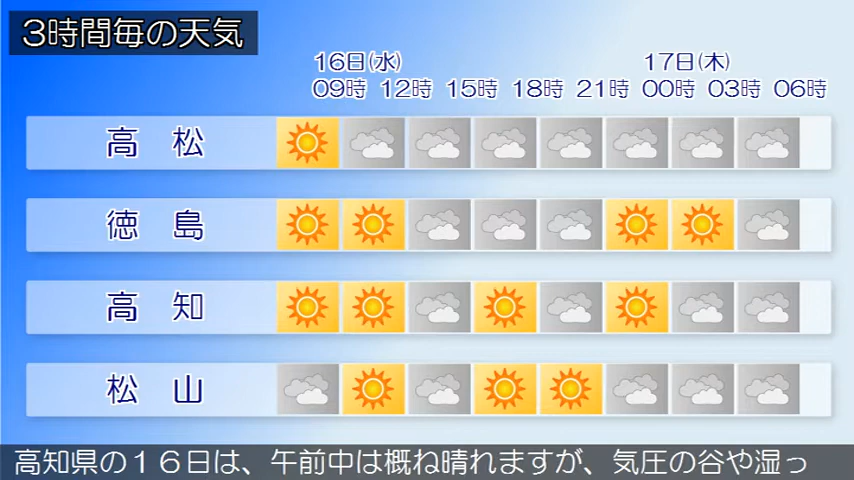 3時間毎の天気
16日(水) 17日(木)
09時 12時 15時 18時 21時 00時 03時 06時
高松
徳島
高知
松山
高知県の１６日は、午前中は概ね晴れますが、気圧の谷や湿っ